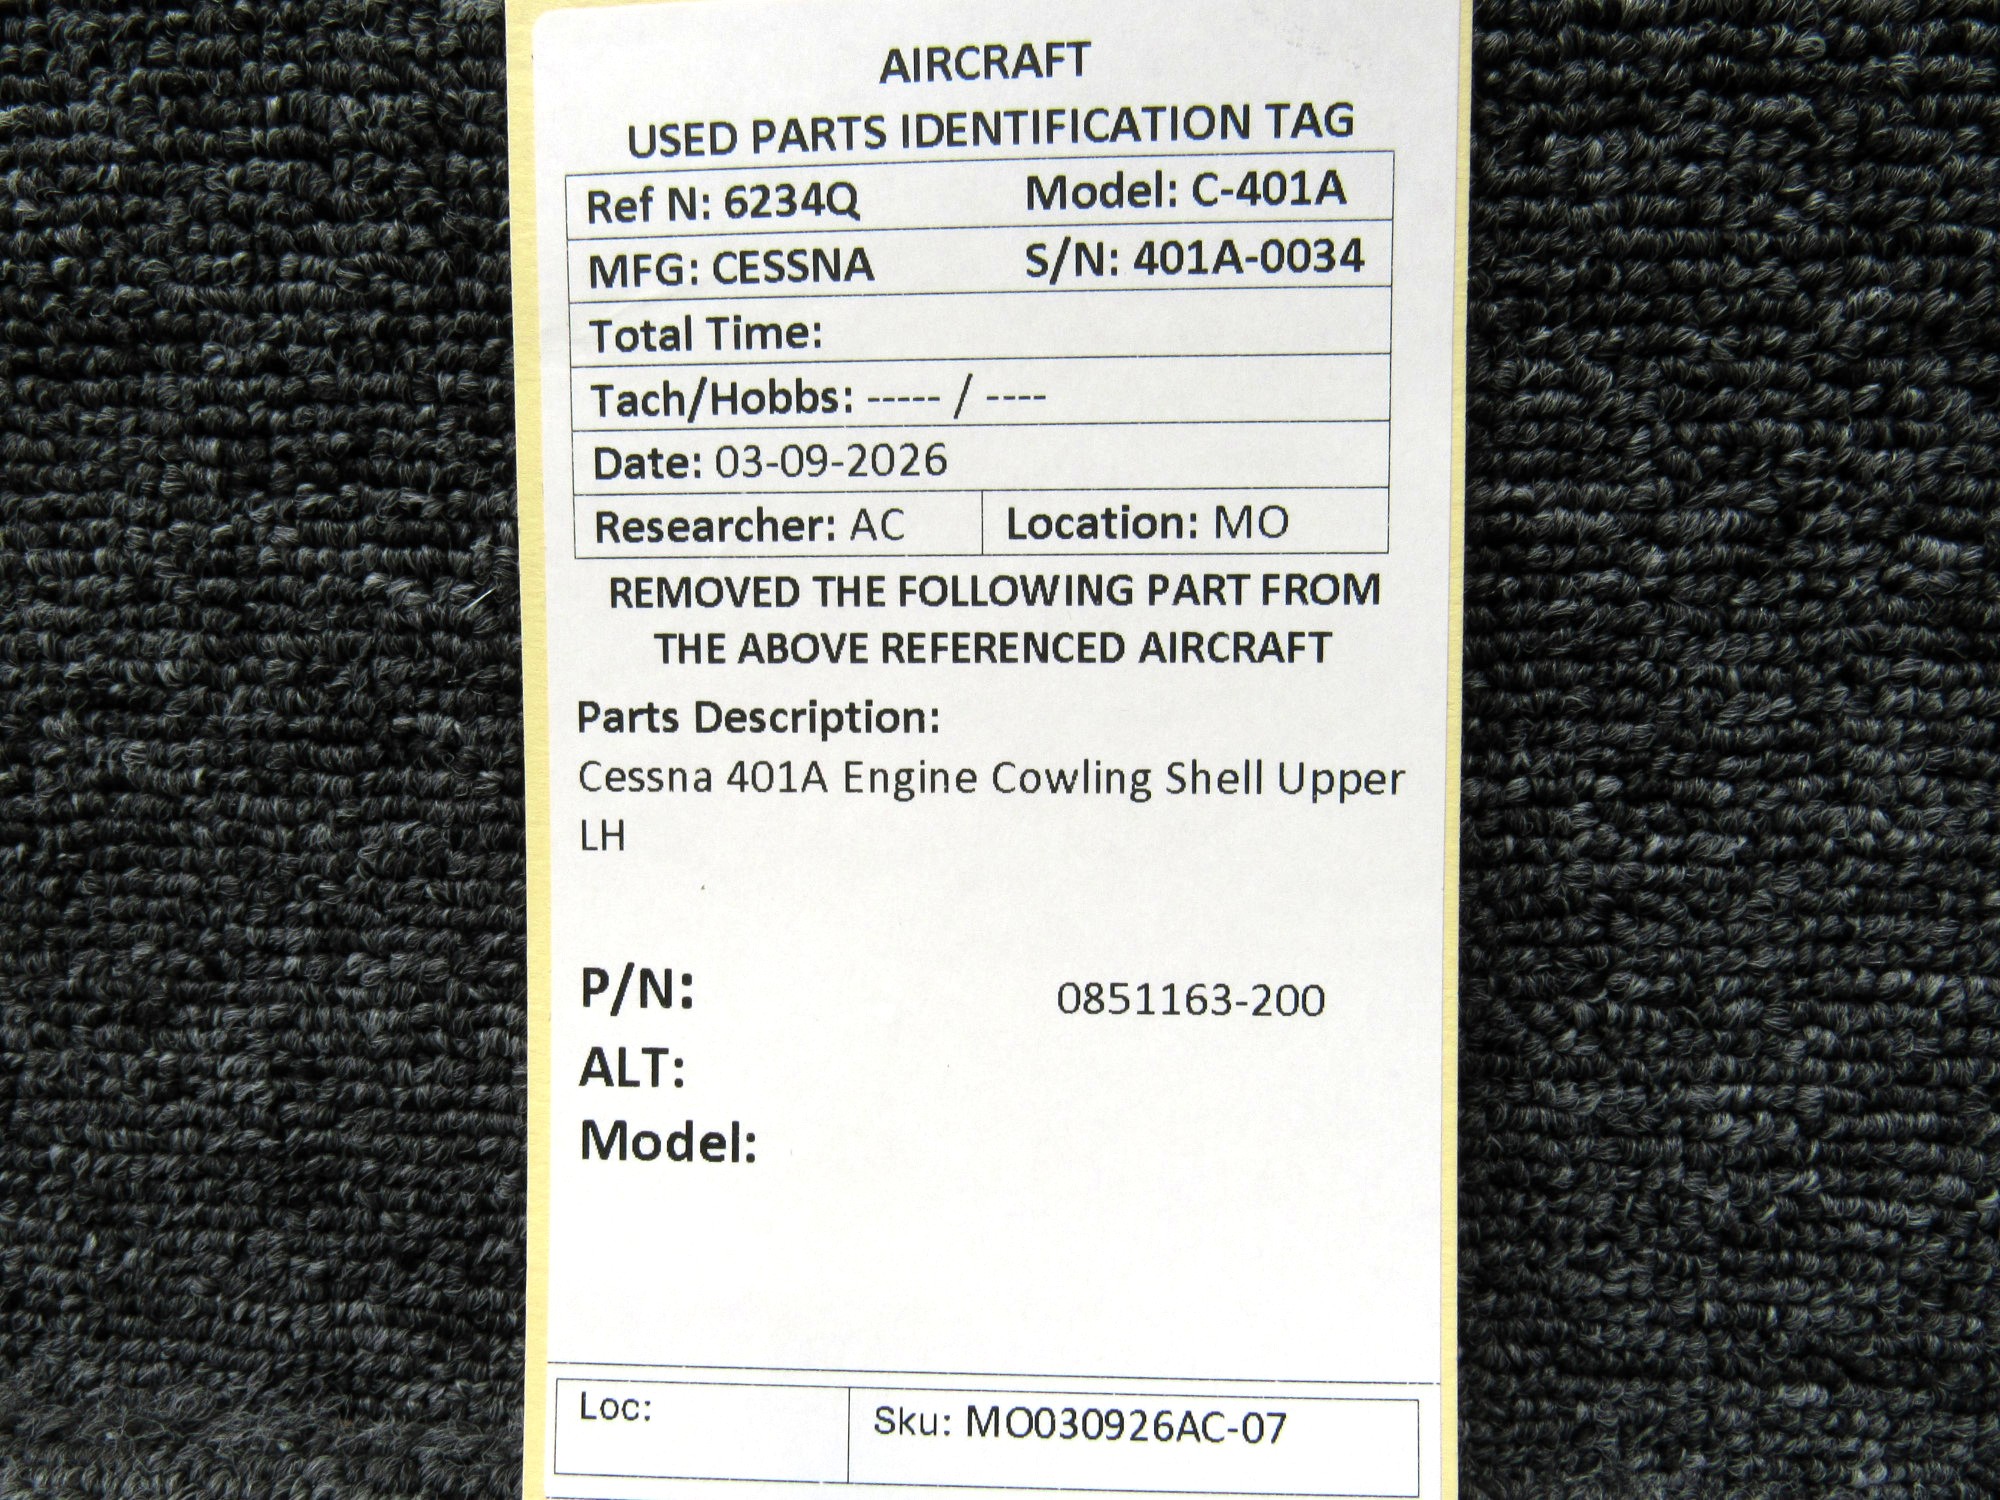 AIRCRAFT
USED PARTS IDENTIFICATION TAG
Ref N: 6234Q Model: C-401A
MFG: CESSNA S/N: 401A-0034
Total Time:
Tach/Hobbs: ----- / ----
Date: 03-09-2026
Researcher: AC Location: MO
REMOVED THE FOLLOWING PART FROM
THE ABOVE REFERENCED AIRCRAFT
Parts Description:
Cessna 401A Engine Cowling Shell Upper
LH
P/N: 0851163-200
ALT:
Model:
Loc: Sku: MO030926AC-07